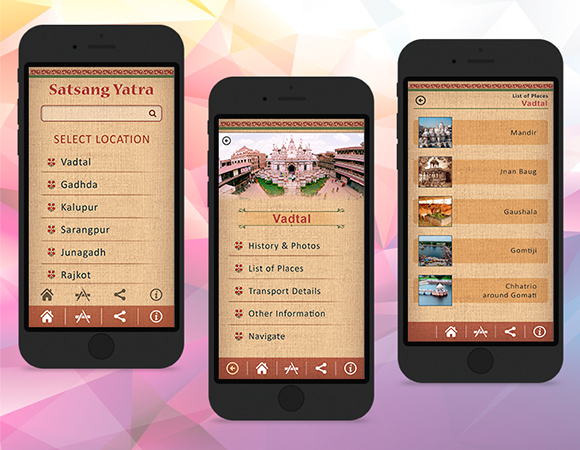 Satsang Yatra
SELECT LOCATION
Vadtal
Gadhda
Kalupur
Sarangpur
Junagadh
Rajkot
Vadtal
History & Photos
List of Places
Transport Details
Other Information
Navigate
List of Places
Vadtal
Mandir
Jnan Baug
Gaushala
Gomtiji
Chhatrio
around Gomati